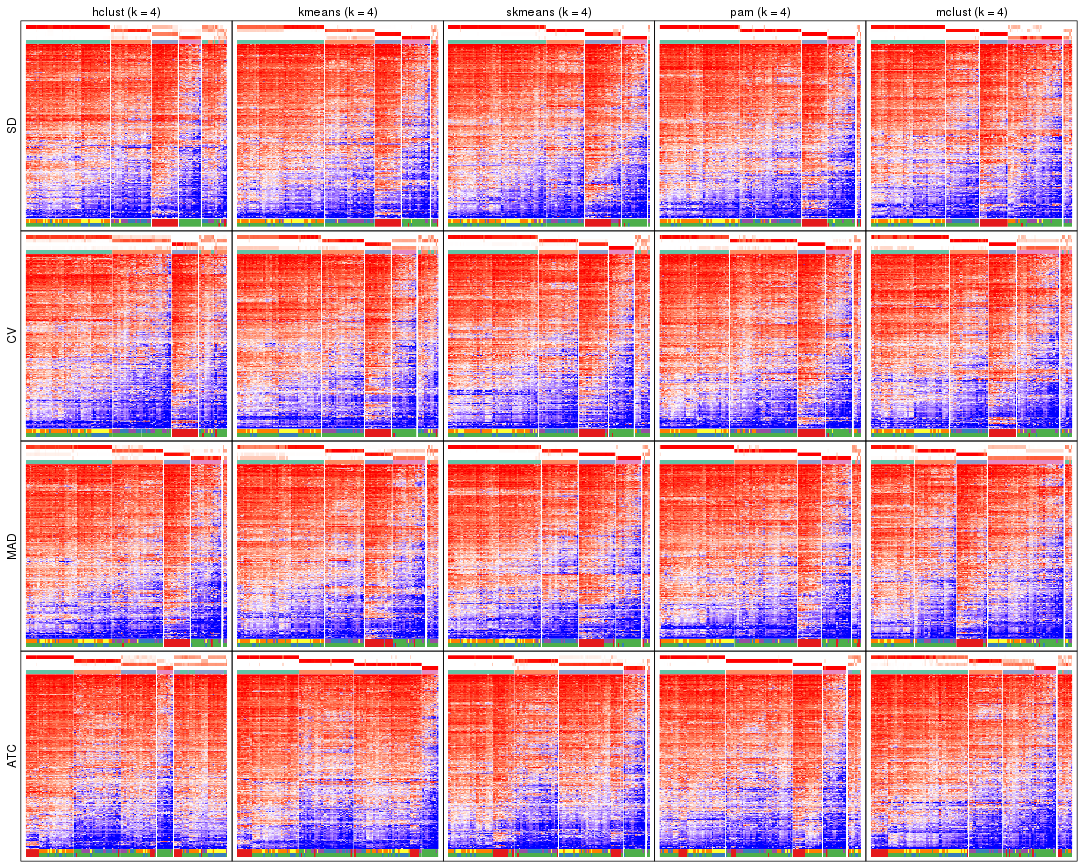 hclust (k = 4) kmeans (k = 4) skmeans (k = 4) pam (k = 4) mclust (k = 4)
SD
CV
MAD
ATC